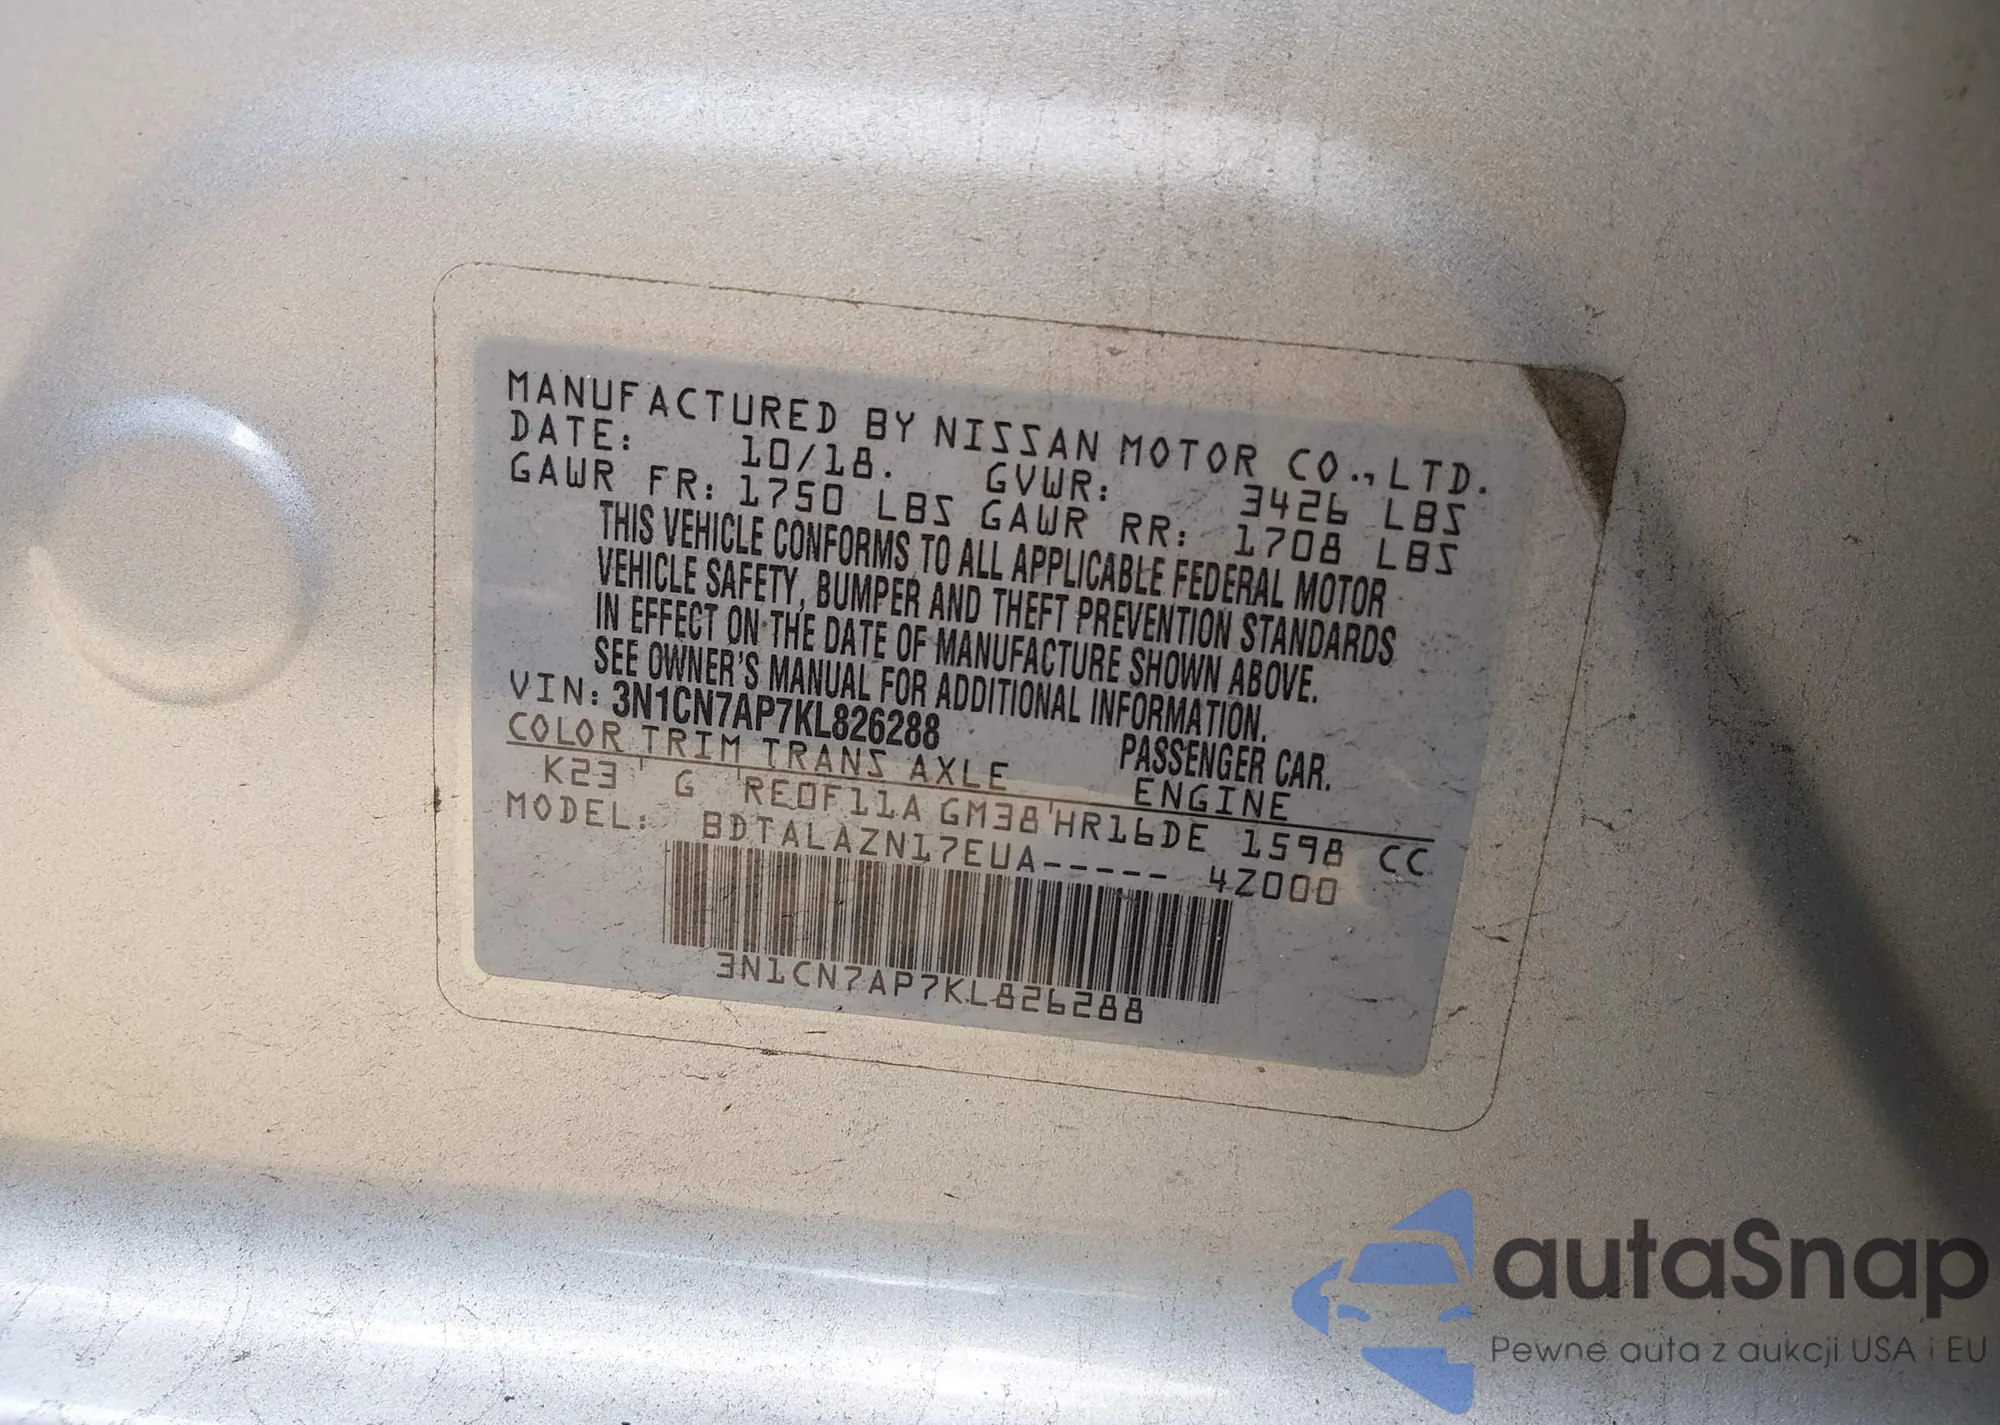 MANUFACTURED BY NISSAN MOTOR CO.,LTD.
DATE: 10/18. GVWR: 3426 LBS
GAWR FR: 1750 LBS GAWR RR: 1708 LBS
THIS VEHICLE CONFORMS TO ALL APPLICABLE FEDERAL MOTOR
VEHICLE SAFETY, BUMPER AND THEFT PREVENTION STANDARDS
IN EFFECT ON THE DATE OF MANUFACTURE SHOWN ABOVE.
SEE OWNER'S MANUAL FOR ADDITIONAL INFORMATION.
VIN: 3N1CN7AP7KL826288 PASSENGER CAR.
COLOR TRIM TRANS AXLE ENGINE
K23 G RE0F11A GM38 HR16DE 1598 CC
MODEL: BDTALAZN17EUA----- 4Z000
3N1CN7AP7KL826288
autaSnap
Pewne auta z aukcji USA i EU